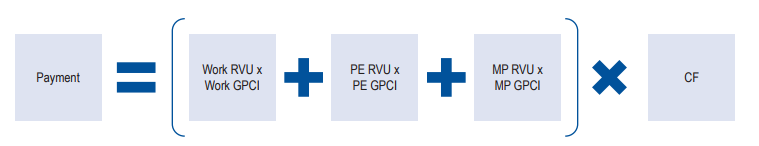 Payment
Work RVU x
Work GPCI
PE RVU x
PE GPCI
MP RVU x
MP GPCI
CF